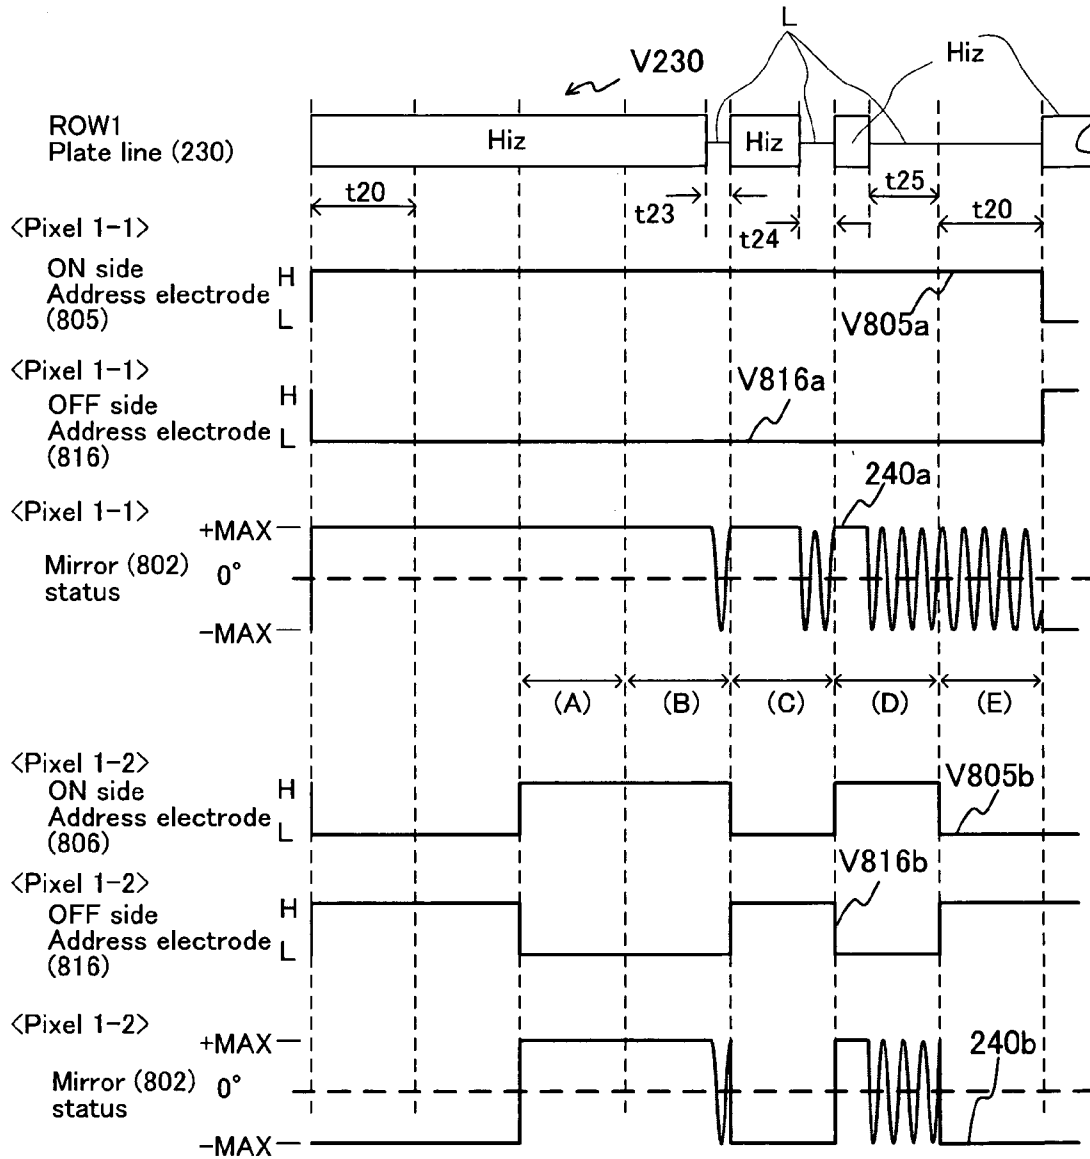 L
V230
Hiz
ROW1
Plate line (230)
Hiz
Hiz
t20
t23
t24
t25
t20
<Pixel 1-1>
ON side
Address electrode
(805)
H
L
V805a
<Pixel 1-1>
OFF side
Address electrode
(816)
H
L
V816a
<Pixel 1-1>
Mirror (802)
status
+MAX
0°
-MAX
240a
(A)
(B)
(C)
(D)
(E)
<Pixel 1-2>
ON side
Address electrode
(806)
H
L
V805b
<Pixel 1-2>
OFF side
Address electrode
(816)
H
L
V816b
<Pixel 1-2>
Mirror (802)
status
+MAX
0°
-MAX
240b